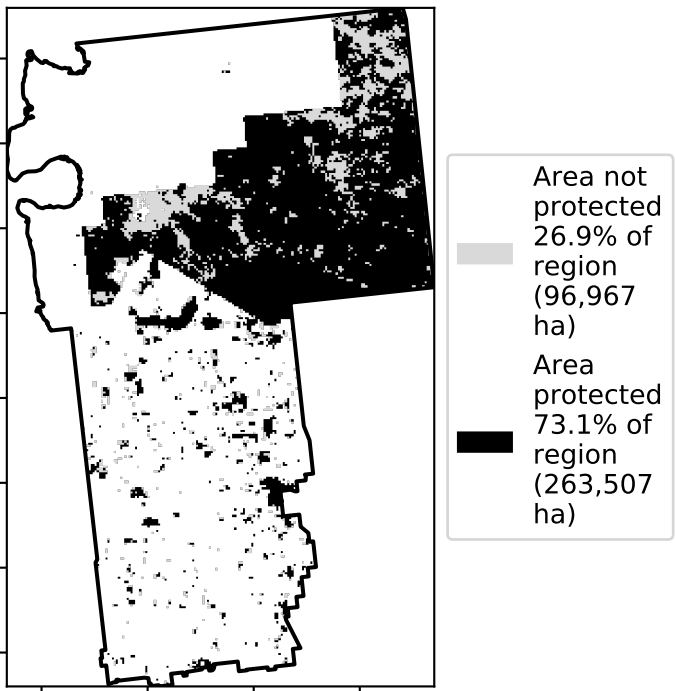 Area not
protected
26.9% of
region
(96,967
ha)
Area
protected
73.1% of
region
(263,507
ha)